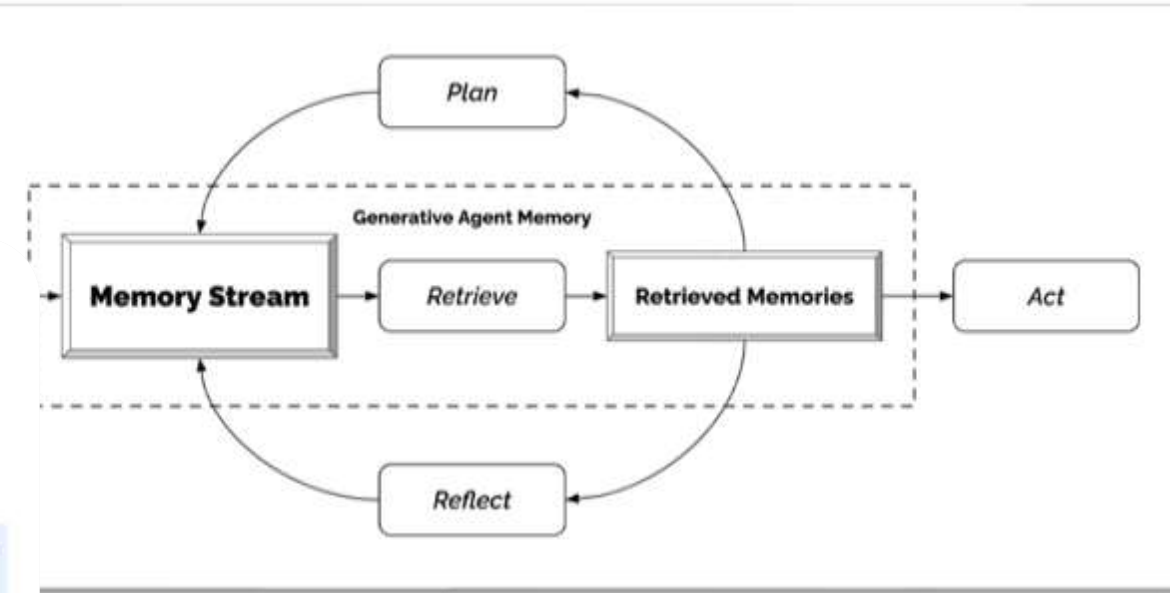 Plan
Generative Agent Memory
Memory Stream
Retrieve
Retrieved Memories
Act
Reflect